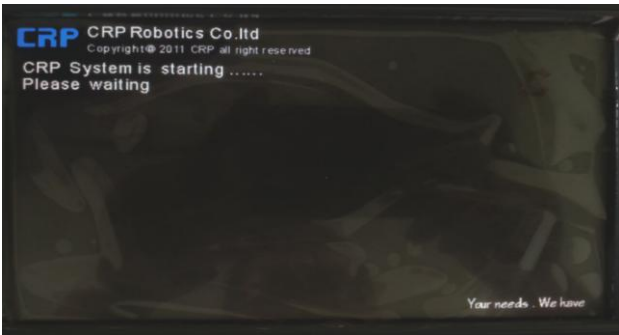 CRP CRP Robotics Co.ltd
Copyright@ 2011 CRP all right reserved
CRP System is starting ......
Please waiting
Your needs . We have